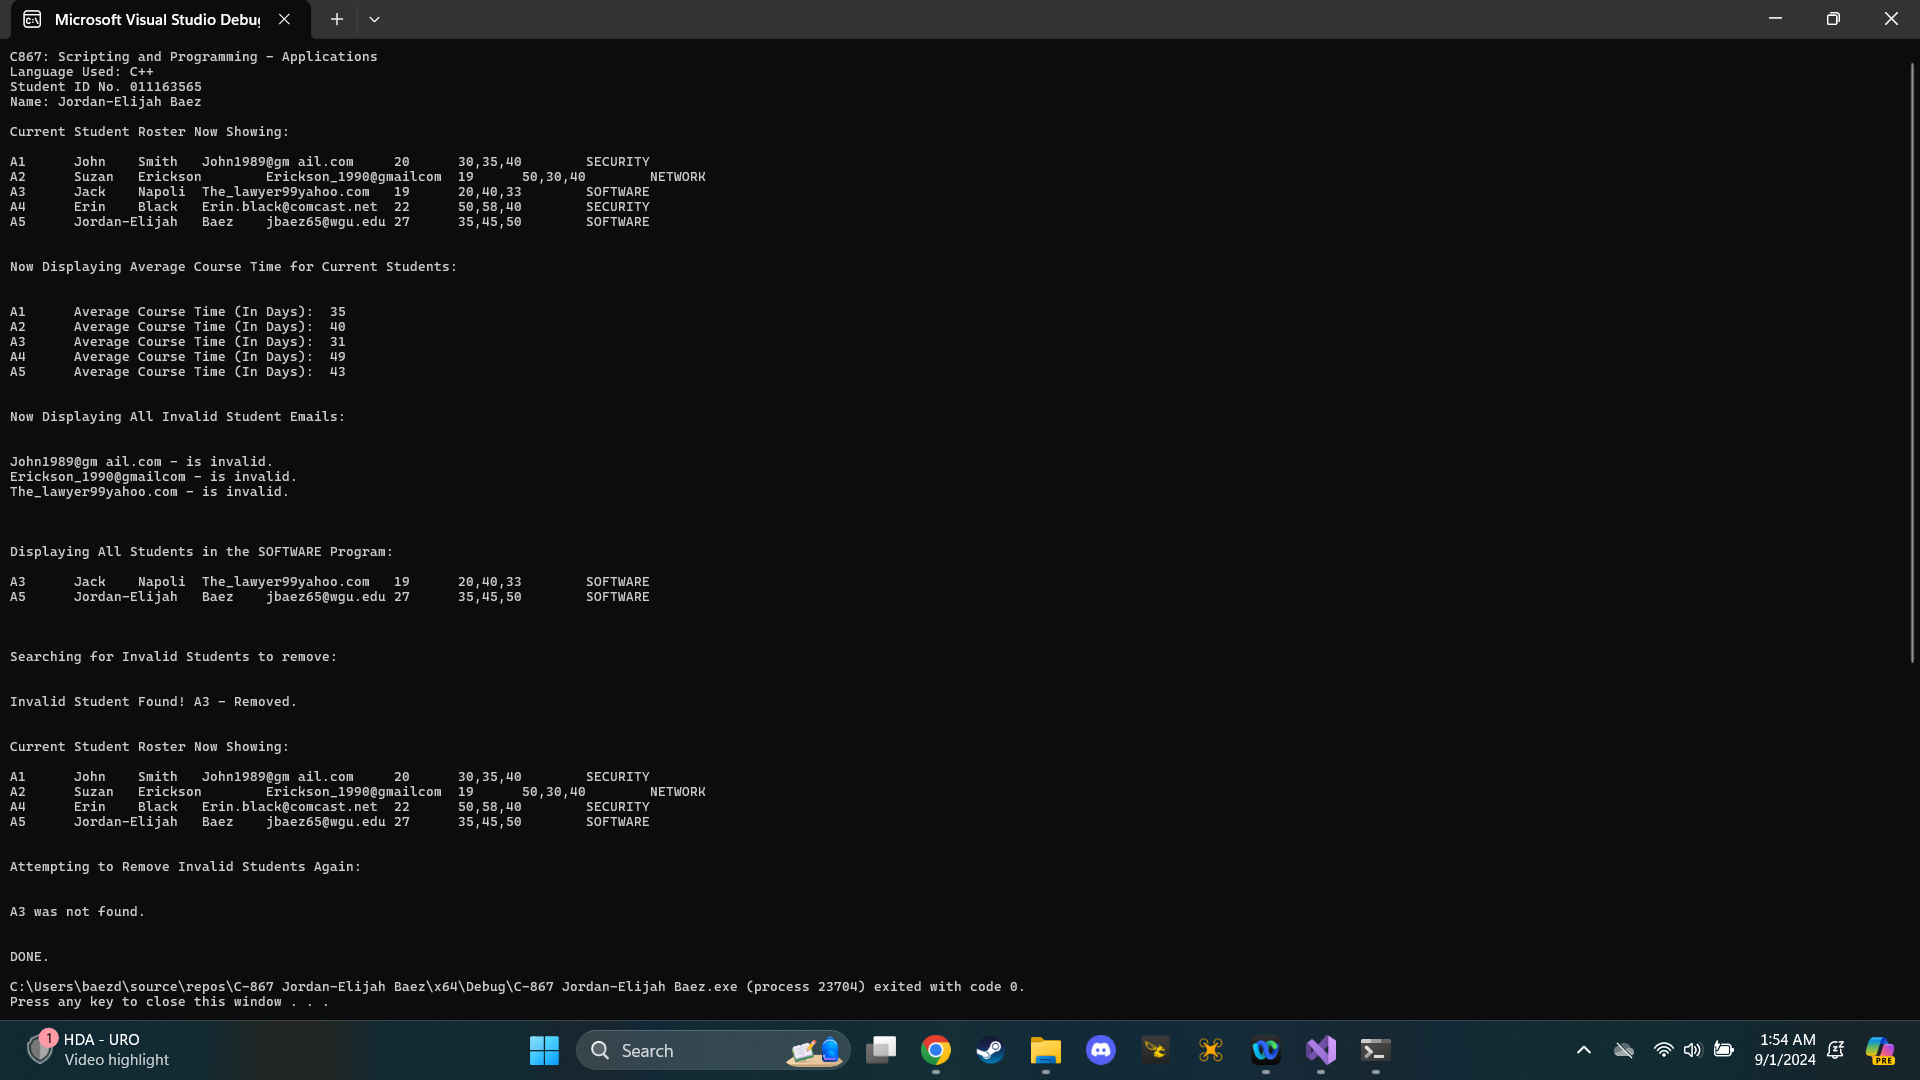 Microsoft Visual Studio Debug
C867: Scripting and Programming - Applications
Language Used: C++
Student ID No. 011163565
Name: Jordan-Elijah Baez
Current Student Roster Now Showing:
A1 John Smith John1989@gm ail.com 20 30,35,40 SECURITY
A2 Suzan Erickson Erickson_1990@gmailcom 19 50,30,40 NETWORK
A3 Jack Napoli The_lawyer99yahoo.com 19 20,40,33 SOFTWARE
A4 Erin Black Erin.black@comcast.net 22 50,58,40 SECURITY
A5 Jordan-Elijah Baez jbaez65@wgu.edu 27 35,45,50 SOFTWARE
Now Displaying Average Course Time for Current Students:
A1 Average Course Time (In Days): 35
A2 Average Course Time (In Days): 40
A3 Average Course Time (In Days): 31
A4 Average Course Time (In Days): 49
A5 Average Course Time (In Days): 43
Now Displaying All Invalid Student Emails:
John1989@gm ail.com - is invalid.
Erickson_1990@gmailcom - is invalid.
The_lawyer99yahoo.com - is invalid.
Displaying All Students in the SOFTWARE Program:
A3 Jack Napoli The_lawyer99yahoo.com 19 20,40,33 SOFTWARE
A5 Jordan-Elijah Baez jbaez65@wgu.edu 27 35,45,50 SOFTWARE
Searching for Invalid Students to remove:
Invalid Student Found! A3 - Removed.
Current Student Roster Now Showing:
A1 John Smith John1989@gm ail.com 20 30,35,40 SECURITY
A2 Suzan Erickson Erickson_1990@gmailcom 19 50,30,40 NETWORK
A4 Erin Black Erin.black@comcast.net 22 50,58,40 SECURITY
A5 Jordan-Elijah Baez jbaez65@wgu.edu 27 35,45,50 SOFTWARE
Attempting to Remove Invalid Students Again:
A3 was not found.
DONE.
C:\Users\baezd\source\repos\C-867 Jordan-Elijah Baez\x64\Debug\C-867 Jordan-Elijah Baez.exe (process 23704) exited with code 0.
Press any key to close this window . . .
1
HDA - URO
Video highlight
Search
PRE
1:54 AM
9/1/2024